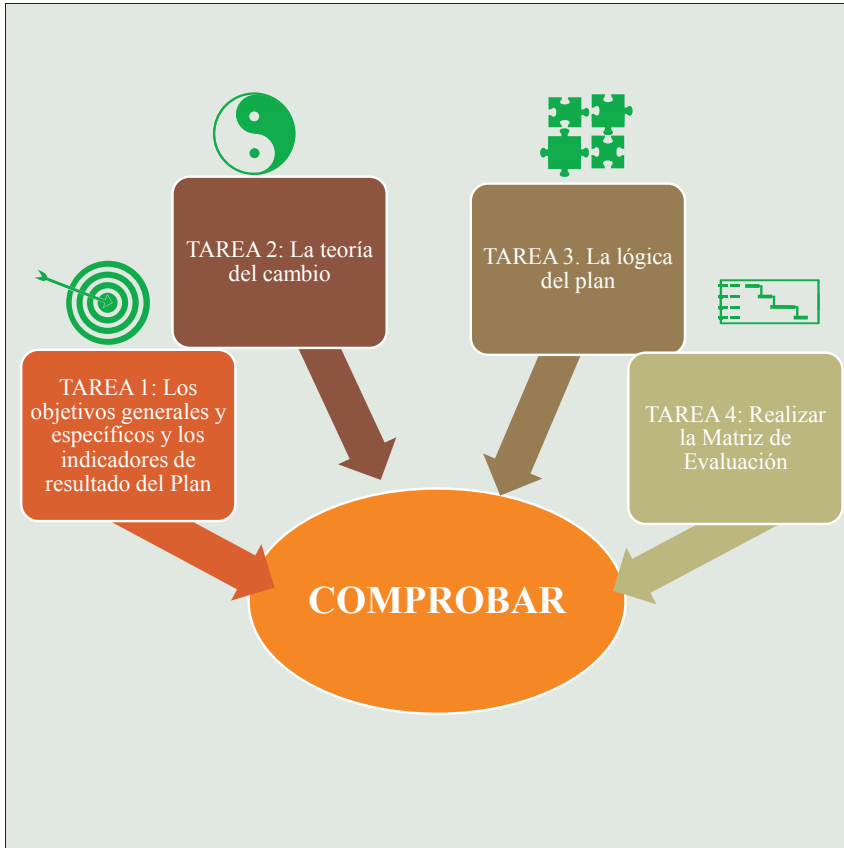 TAREA 2: La teoría
del cambio
TAREA 3. La lógica
del plan
TAREA 1: Los
objetivos generales y
específicos y los
indicadores de
resultado del Plan
TAREA 4: Realizar
la Matriz de
Evaluación
COMPROBAR